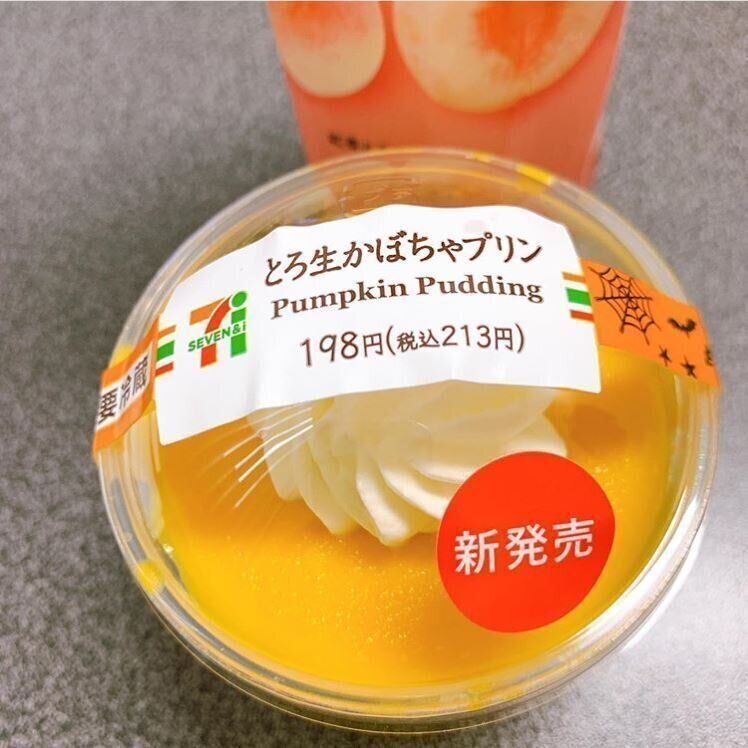 とろ生かぼちゃプリン
Pumpkin Pudding
SEVEN&i
198円(税込213円)
要冷蔵
新発売